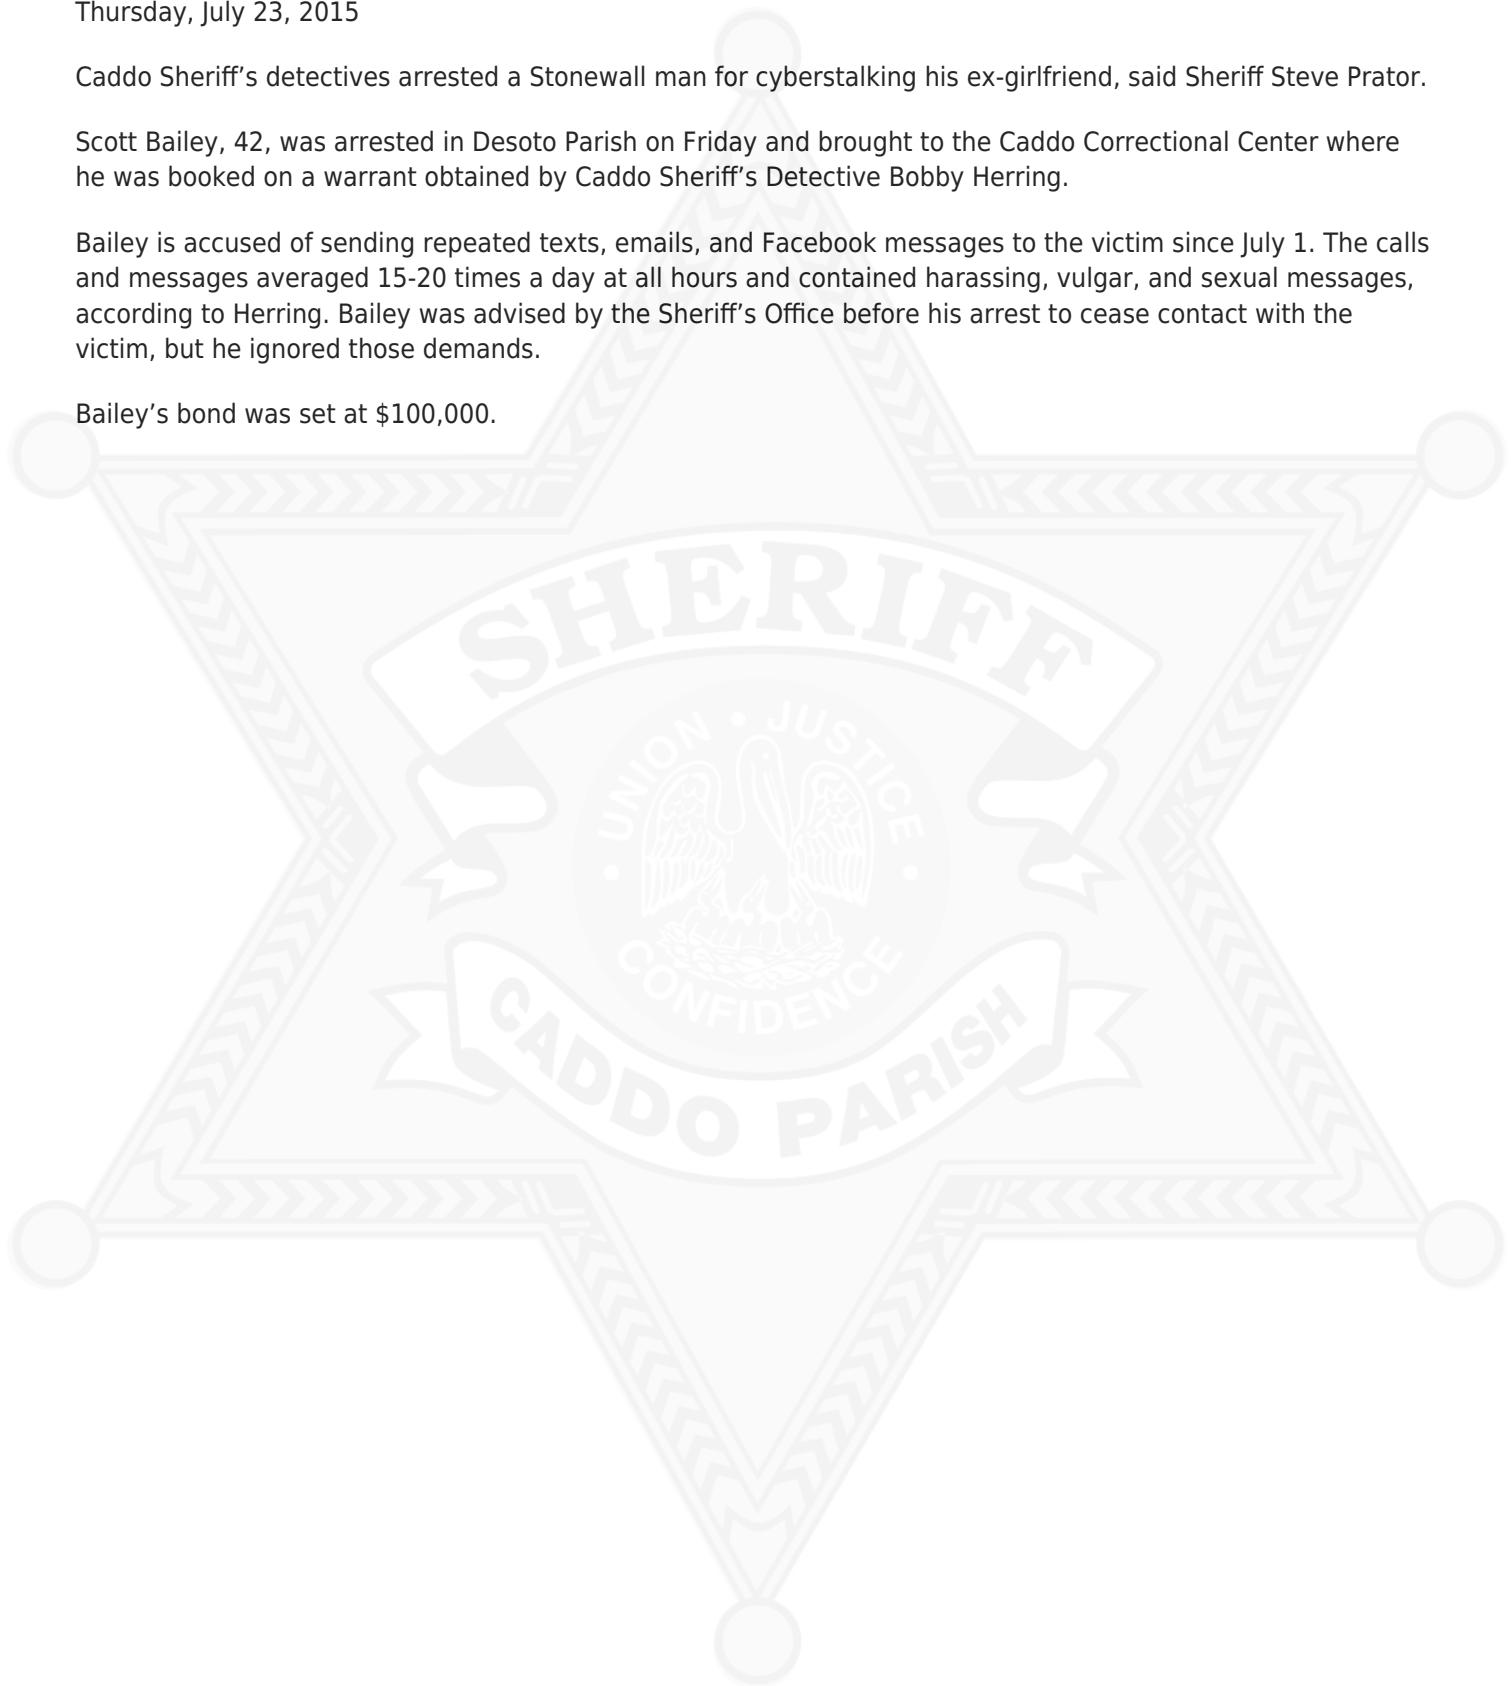 Thursday, July 23, 2015
Caddo Sheriff’s detectives arrested a Stonewall man for cyberstalking his ex-girlfriend, said Sheriff Steve Prator.
Scott Bailey, 42, was arrested in Desoto Parish on Friday and brought to the Caddo Correctional Center where
he was booked on a warrant obtained by Caddo Sheriff’s Detective Bobby Herring.
Bailey is accused of sending repeated texts, emails, and Facebook messages to the victim since July 1. The calls
and messages averaged 15-20 times a day at all hours and contained harassing, vulgar, and sexual messages,
according to Herring. Bailey was advised by the Sheriff’s Office before his arrest to cease contact with the
victim, but he ignored those demands.
Bailey’s bond was set at $100,000.
SHERIFF
UNION • JUSTICE
• CONFIDENCE •
CADDO PARISH